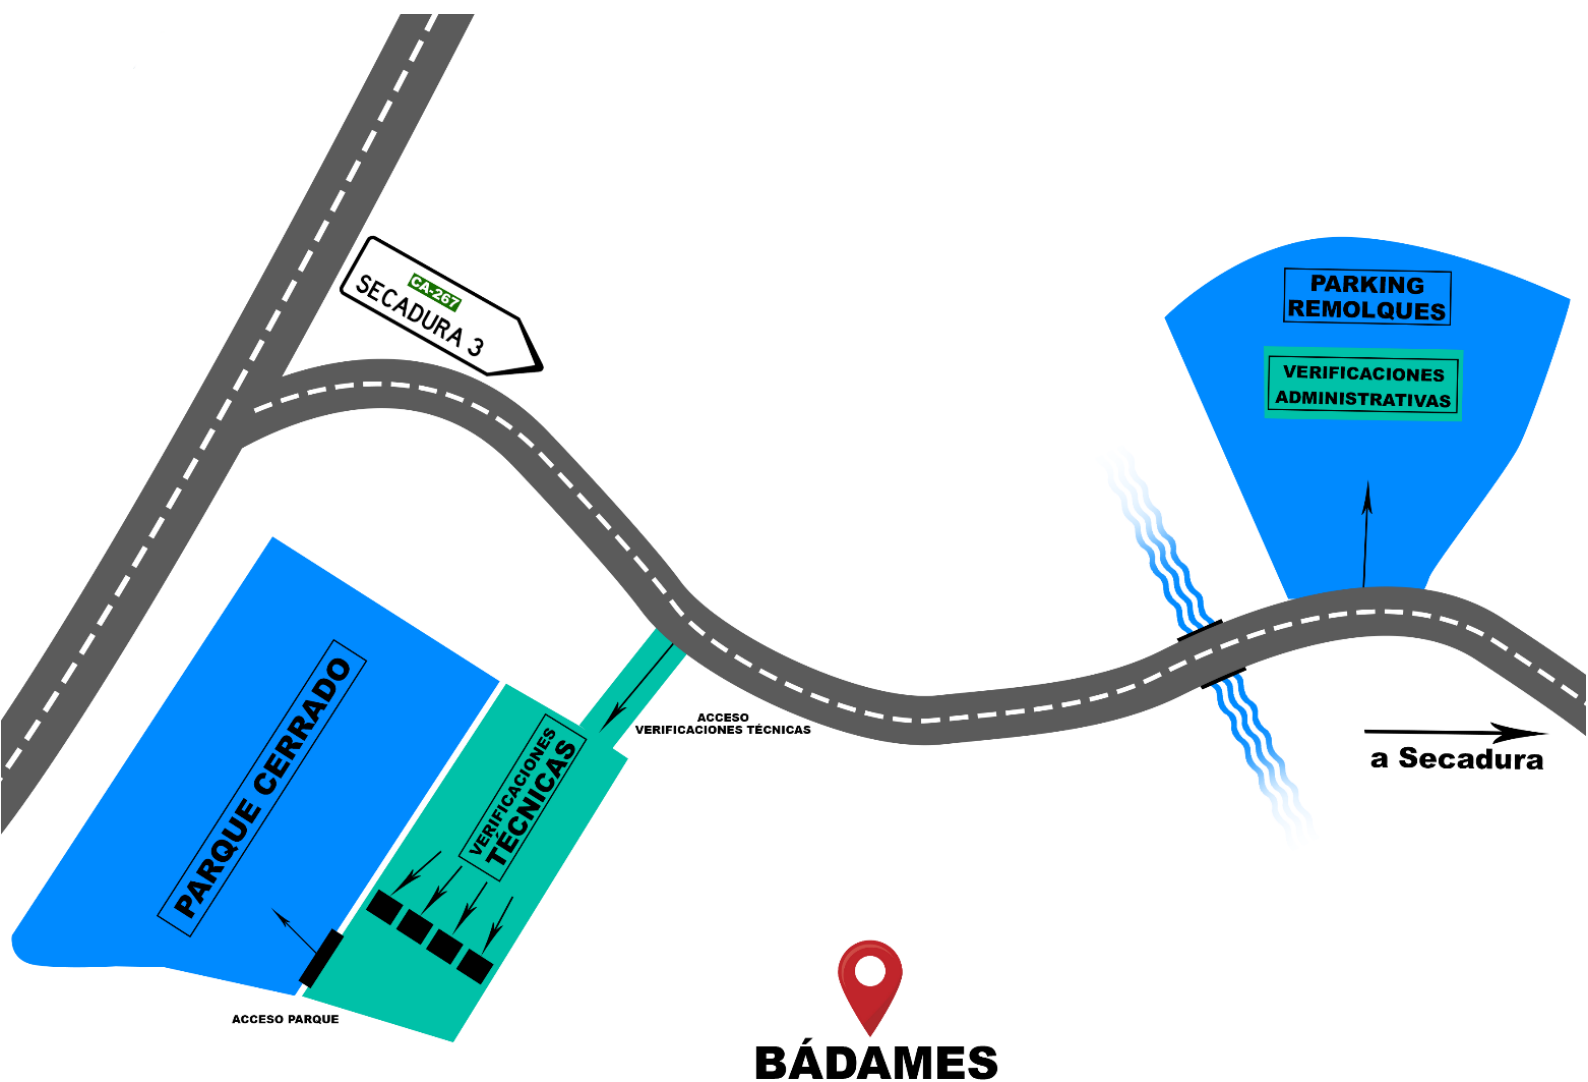 CA-267
SECADURA 3
PARKING
REMOLQUES
VERIFICACIONES
ADMINISTRATIVAS
PARQUE CERRADO
VERIFICACIONES
TÉCNICAS
ACCESO
VERIFICACIONES TÉCNICAS
a Secadura
ACCESO PARQUE
BÁDAMES